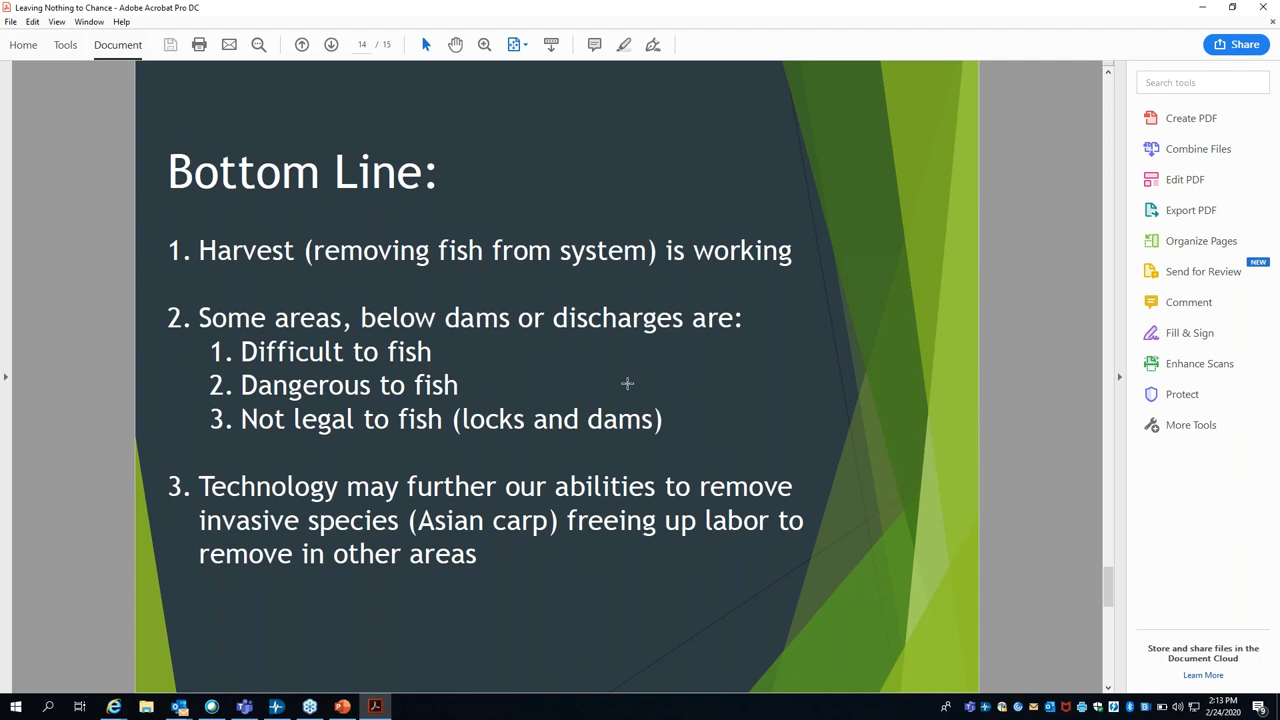 Leaving Nothing to Chance - Adobe Acrobat Pro DC
File Edit View Window Help
Home Tools Document 14 / 15 Share
Bottom Line:
1. Harvest (removing fish from system) is working
2. Some areas, below dams or discharges are:
1. Difficult to fish
2. Dangerous to fish
3. Not legal to fish (locks and dams)
3. Technology may further our abilities to remove
invasive species (Asian carp) freeing up labor to
remove in other areas
Search tools
Create PDF
Combine Files
Edit PDF
Export PDF
Organize Pages
Send for Review NEW
Comment
Fill & Sign
Enhance Scans
Protect
More Tools
Store and share files in the
Document Cloud
Learn More
2:13 PM
2/24/2020